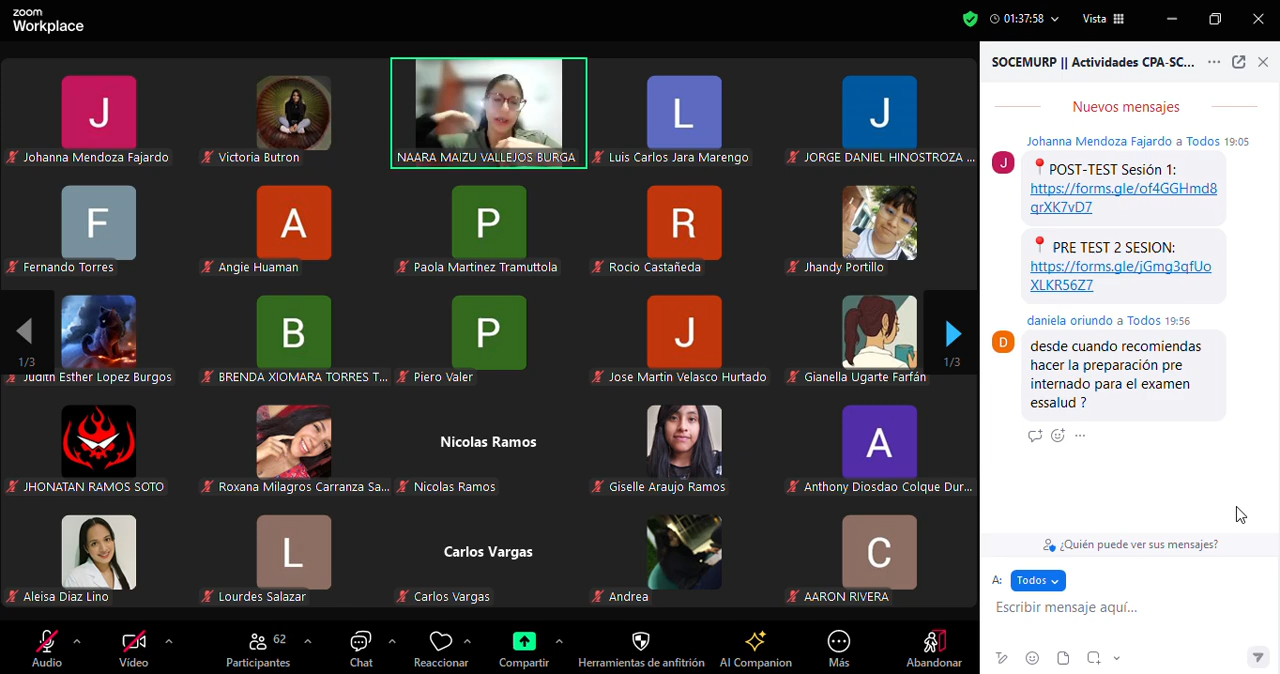 zoom
Workplace
01:37:58
Vista
SOCEMURP || Actividades CPA-SC...
Nuevos mensajes
Johanna Mendoza Fajardo a Todos 19:05
J
📍POST-TEST Sesión 1:
https://forms.gle/of4GGHmd8
qrXK7vD7
📍 PRE TEST 2 SESION:
https://forms.gle/jGmg3qfUo
XLKR56Z7
daniela oriundo a Todos 19:56
D
desde cuando recomiendas
hacer la preparación pre
internado para el examen
essalud ?
¿Quién puede ver sus mensajes?
A: Todos
Escribir mensaje aquí...
J
L
J
Johanna Mendoza Fajardo
Victoria Butron
NAARA MAIZU VALLEJOS BURGA
Luis Carlos Jara Marengo
JORGE DANIEL HINOSTROZA ...
F
A
P
R
Fernando Torres
Angie Huaman
Paola Martinez Tramuttola
Rocio Castañeda
Jhandy Portillo
B
P
J
1/3
1/3
Judith Esther Lopez Burgos
BRENDA XIOMARA TORRES T...
Piero Valer
Jose Martin Velasco Hurtado
Gianella Ugarte Farfán
Nicolas Ramos
A
JHONATAN RAMOS SOTO
Roxana Milagros Carranza Sa...
Nicolas Ramos
Giselle Araujo Ramos
Anthony Diosdao Colque Dur...
L
Carlos Vargas
C
Aleisa Diaz Lino
Lourdes Salazar
Carlos Vargas
Andrea
AARON RIVERA
Audio
Vídeo
62
Participantes
Chat
Reaccionar
Compartir
Herramientas de anfitrión
AI Companion
Más
Abandonar